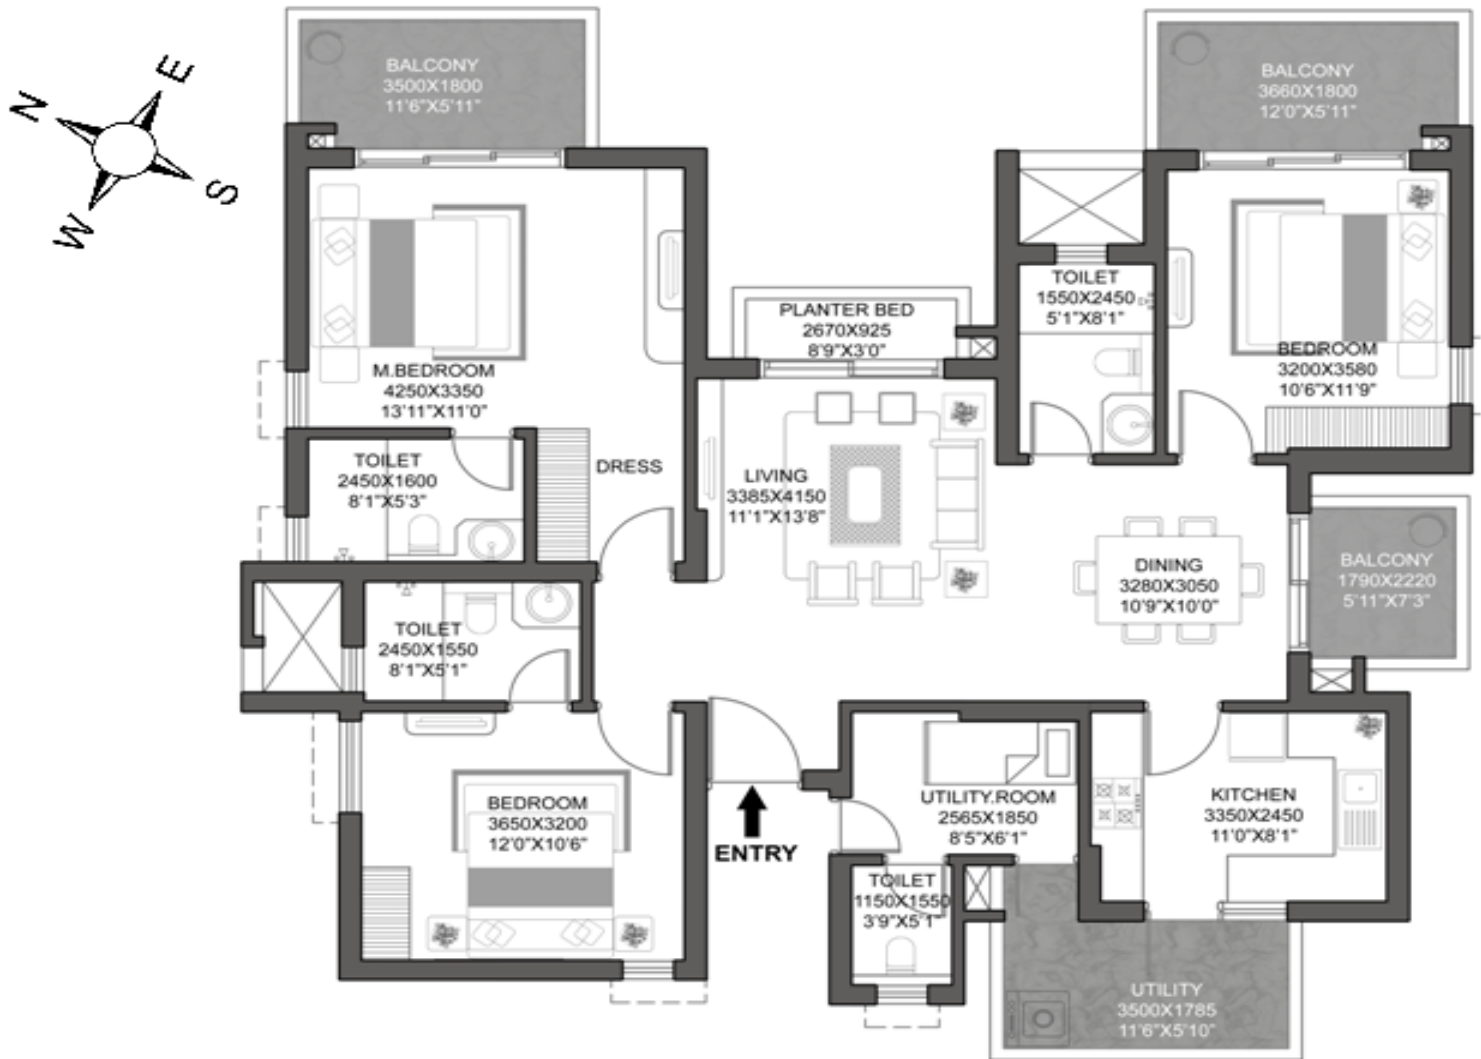 N
E
S
W
BALCONY
3500X1800
11'6"X5'11"
BALCONY
3660X1800
12'0"X5'11"
M.BEDROOM
4250X3350
13'11"X11'0"
PLANTER BED
2670X925
8'9"X3'0"
TOILET
1550X2450
5'1"X8'1"
BEDROOM
3200X3580
10'6"X11'9"
TOILET
2450X1600
8'1"X5'3"
DRESS
LIVING
3385X4150
11'1"X13'8"
DINING
3280X3050
10'9"X10'0"
BALCONY
1790X2220
5'11"X7'3"
TOILET
2450X1550
8'1"X5'1"
BEDROOM
3650X3200
12'0"X10'6"
ENTRY
UTILITY.ROOM
2565X1850
8'5"X6'1"
KITCHEN
3350X2450
11'0"X8'1"
TOILET
1150X1550
3'9"X5'1"
UTILITY
3500X1785
11'6"X5'10"